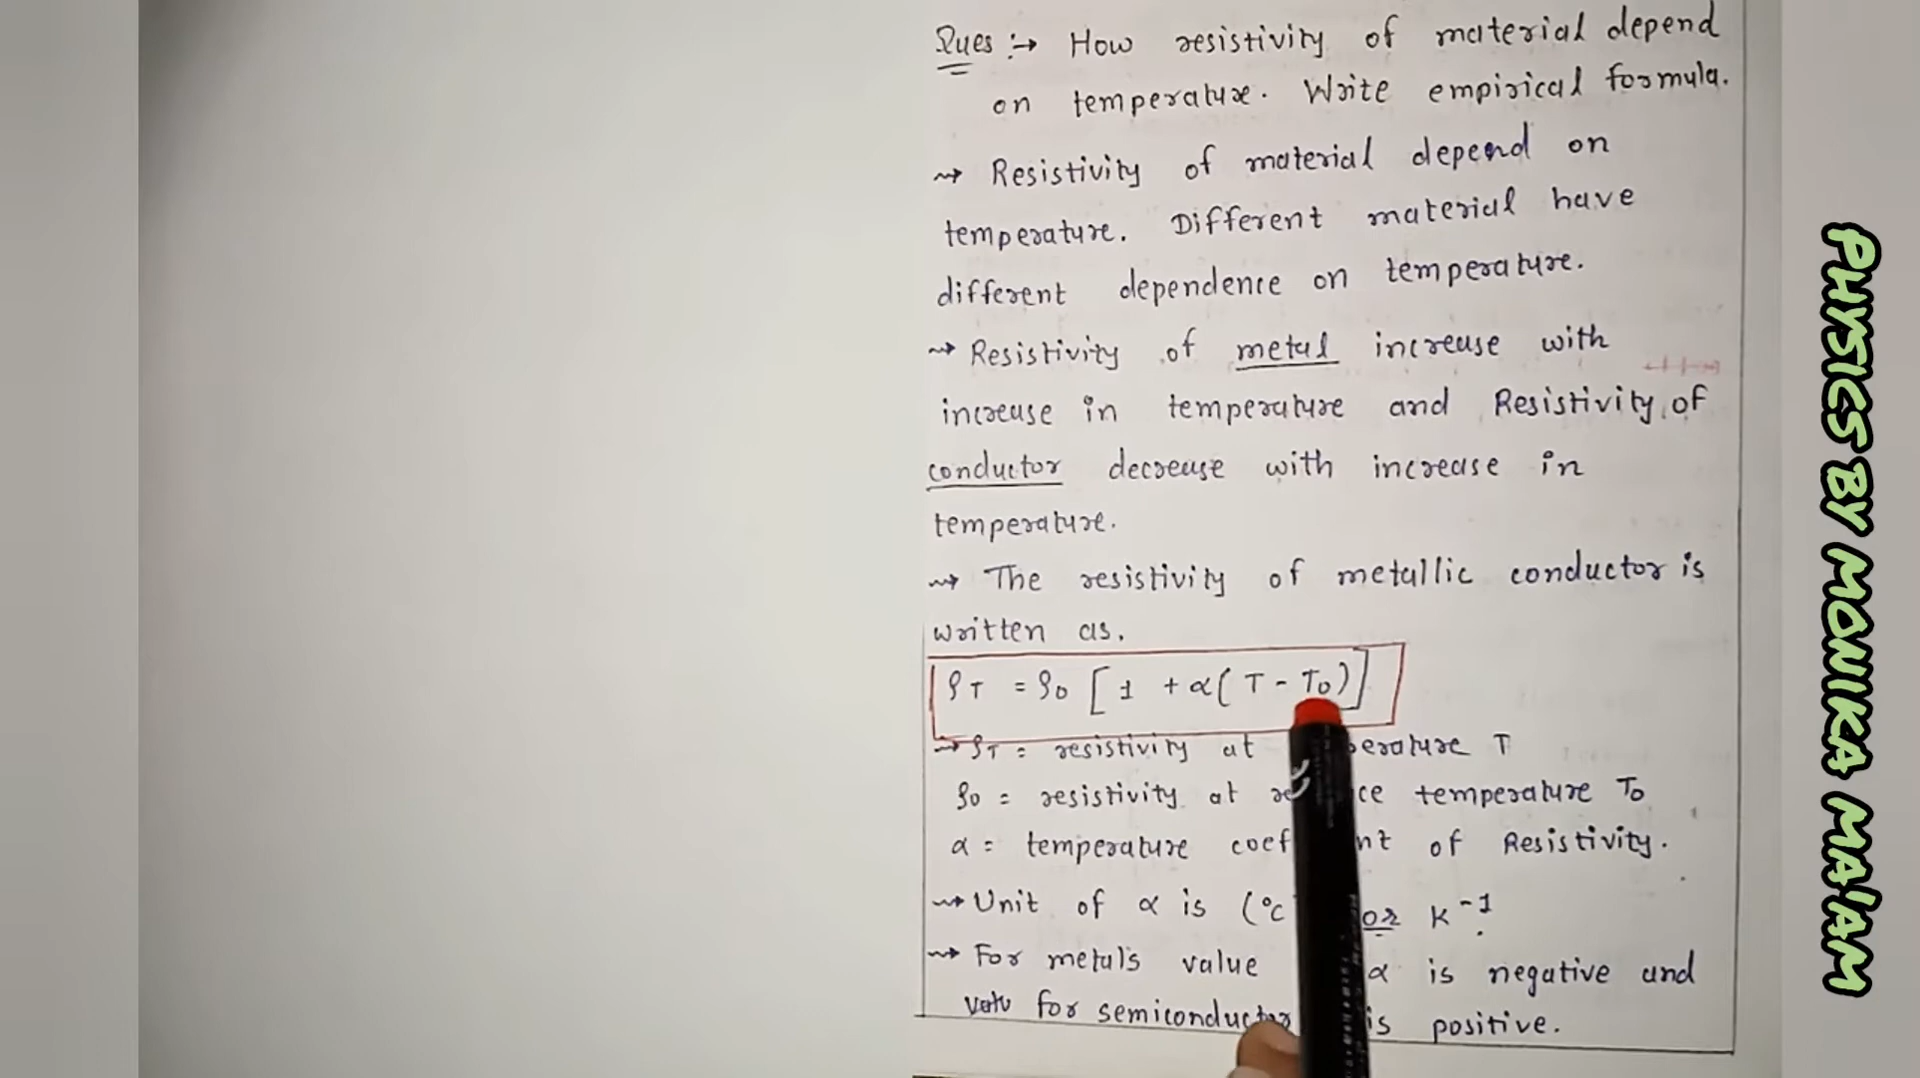 Ques :→ How resistivity of material depend
on temperature. Write empirical formula.
⇝ Resistivity of material depend on
temperature. Different material have
different dependence on temperature.
⇝ Resistivity of metal increase with
increase in temperature and Resistivity of
conductor decrease with increase in
temperature.
⇝ The resistivity of metallic conductor is
written as,
ρT = ρ0 [1 + α(T - T0)]
→ ρT = resistivity at perature T
ρ0 = resistivity at ce temperature T0
α = temperature coef nt of Resistivity.
⇝ Unit of α is (°C or K⁻¹
⇝ For metals value α is negative and
for semiconductor is positive.
PHYSICS BY MONIKA MA'AM